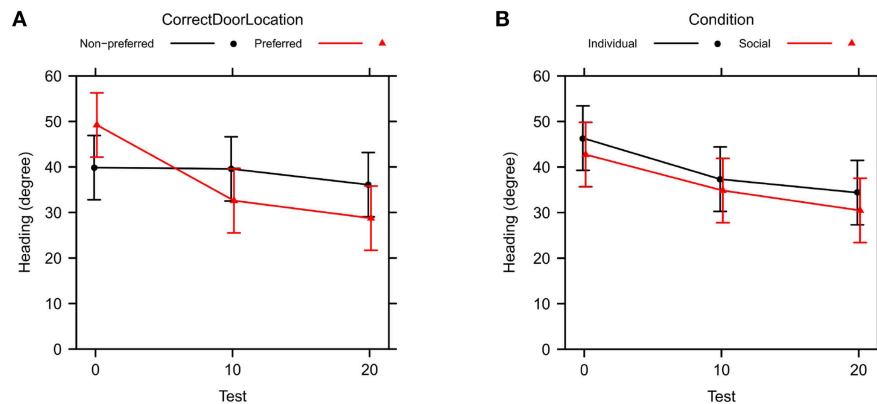 A
CorrectDoorLocation
Non-preferred Preferred
60
50
40
30
20
10
0
Heading (degree)
0 10 20
Test
B
Condition
Individual Social
60
50
40
30
20
10
0
Heading (degree)
0 10 20
Test